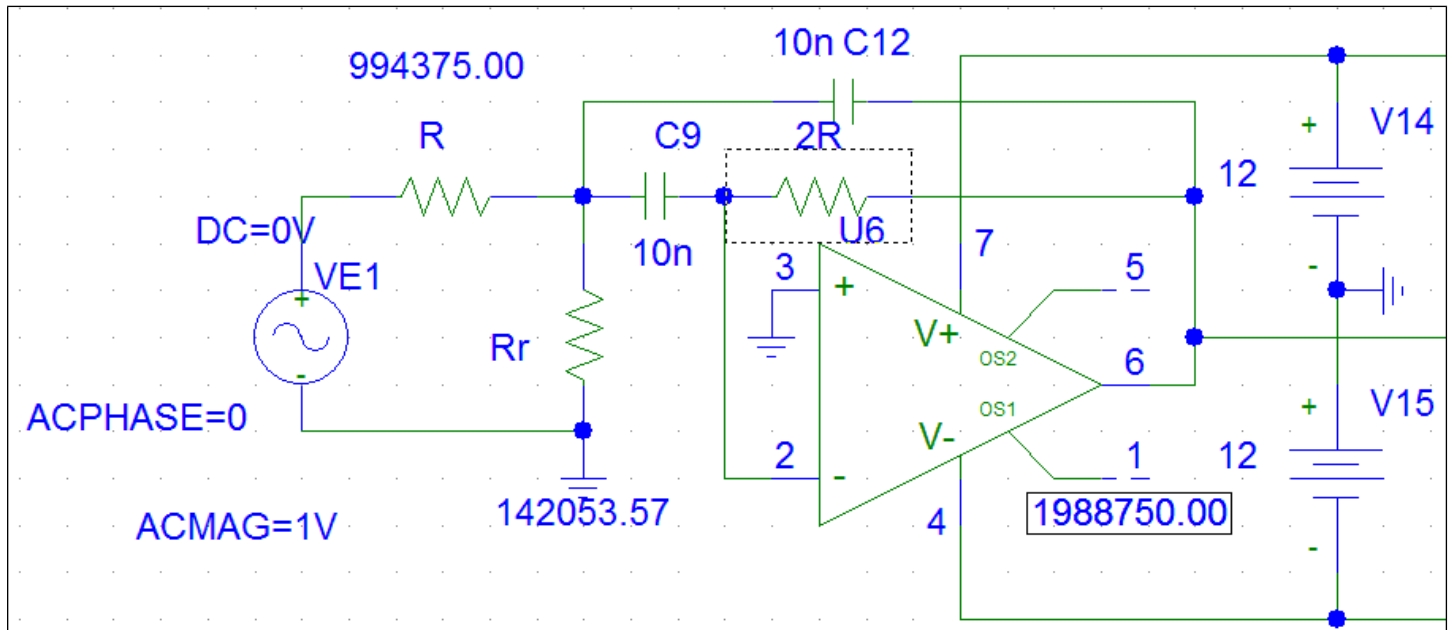 10n C12
994375.00
R
C9
2R
V14
+
12
DC=0V
U6
7
10n
3
5
-
VE1
+
+
V+
OS2
Rr
6
-
OS1
ACPHASE=0
V-
+
V15
2
-
1
12
142053.57
1988750.00
ACMAG=1V
4
-